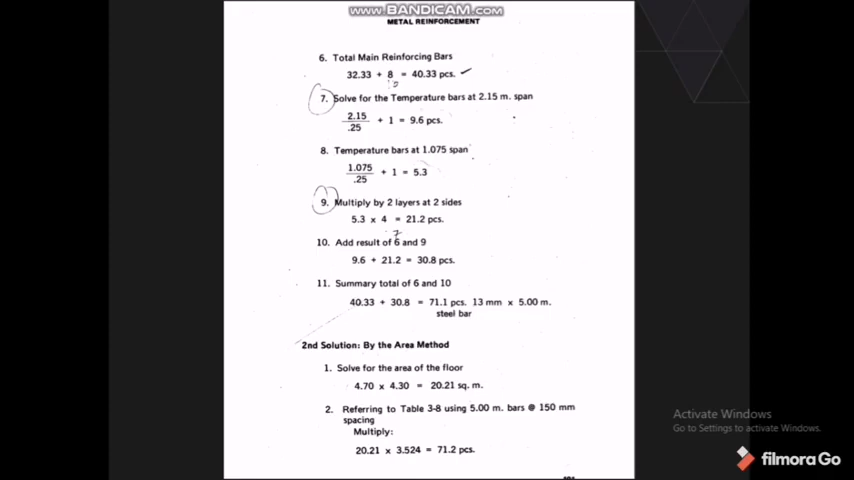 www.BANDICAM.com
METAL REINFORCEMENT
6. Total Main Reinforcing Bars
32.33 + 8 = 40.33 pcs.
7. Solve for the Temperature bars at 2.15 m. span
2.15
.25
+ 1 = 9.6 pcs.
8. Temperature bars at 1.075 span
1.075
.25
+ 1 = 5.3
9. Multiply by 2 layers at 2 sides
5.3 x 4 = 21.2 pcs.
7
10. Add result of 6 and 9
9.6 + 21.2 = 30.8 pcs.
11. Summary total of 6 and 10
40.33 + 30.8 = 71.1 pcs. 13 mm x 5.00 m.
steel bar
2nd Solution: By the Area Method
1. Solve for the area of the floor
4.70 x 4.30 = 20.21 sq. m.
2. Referring to Table 3-8 using 5.00 m. bars @ 150 mm
spacing
Multiply:
20.21 x 3.524 = 71.2 pcs.
Activate Windows
Go to Settings to activate Windows.
filmora Go